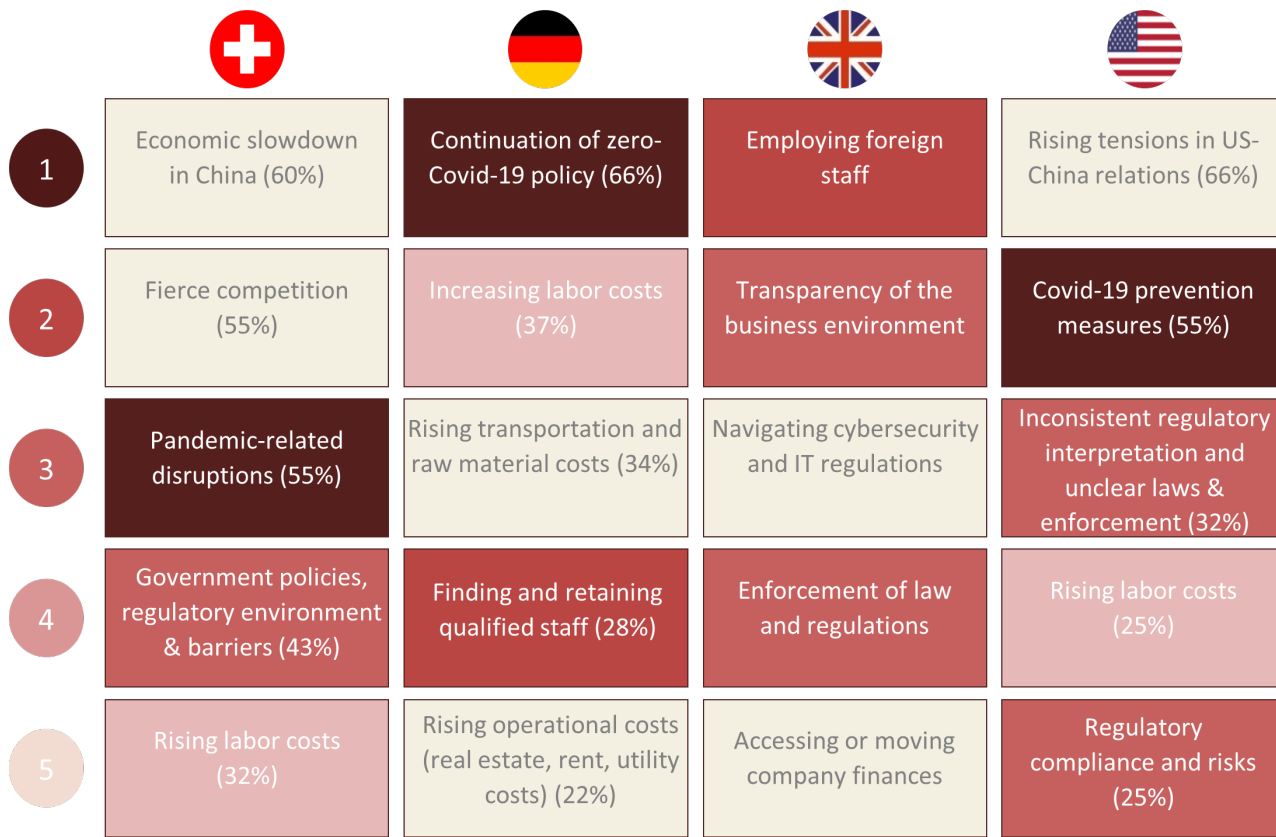 1
Economic slowdown
in China (60%)
Continuation of zero-
Covid-19 policy (66%)
Employing foreign
staff
Rising tensions in US-
China relations (66%)
2
Fierce competition
(55%)
Increasing labor costs
(37%)
Transparency of the
business environment
Covid-19 prevention
measures (55%)
3
Pandemic-related
disruptions (55%)
Rising transportation and
raw material costs (34%)
Navigating cybersecurity
and IT regulations
Inconsistent regulatory
interpretation and
unclear laws &
enforcement (32%)
4
Government policies,
regulatory environment
& barriers (43%)
Finding and retaining
qualified staff (28%)
Enforcement of law
and regulations
Rising labor costs
(25%)
5
Rising labor costs
(32%)
Rising operational costs
(real estate, rent, utility
costs) (22%)
Accessing or moving
company finances
Regulatory
compliance and risks
(25%)